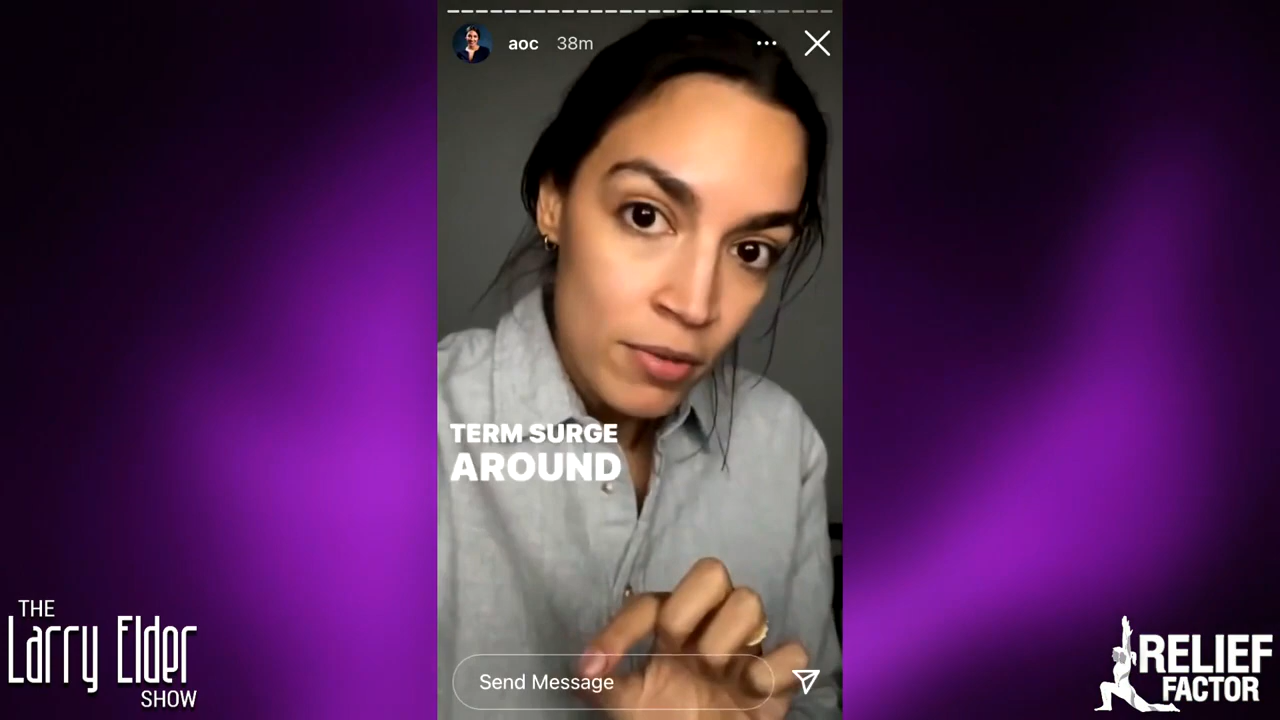 aoc 38m
TERM SURGE
AROUND
Send Message
THE
Larry Elder
SHOW
RELIEF
FACTOR